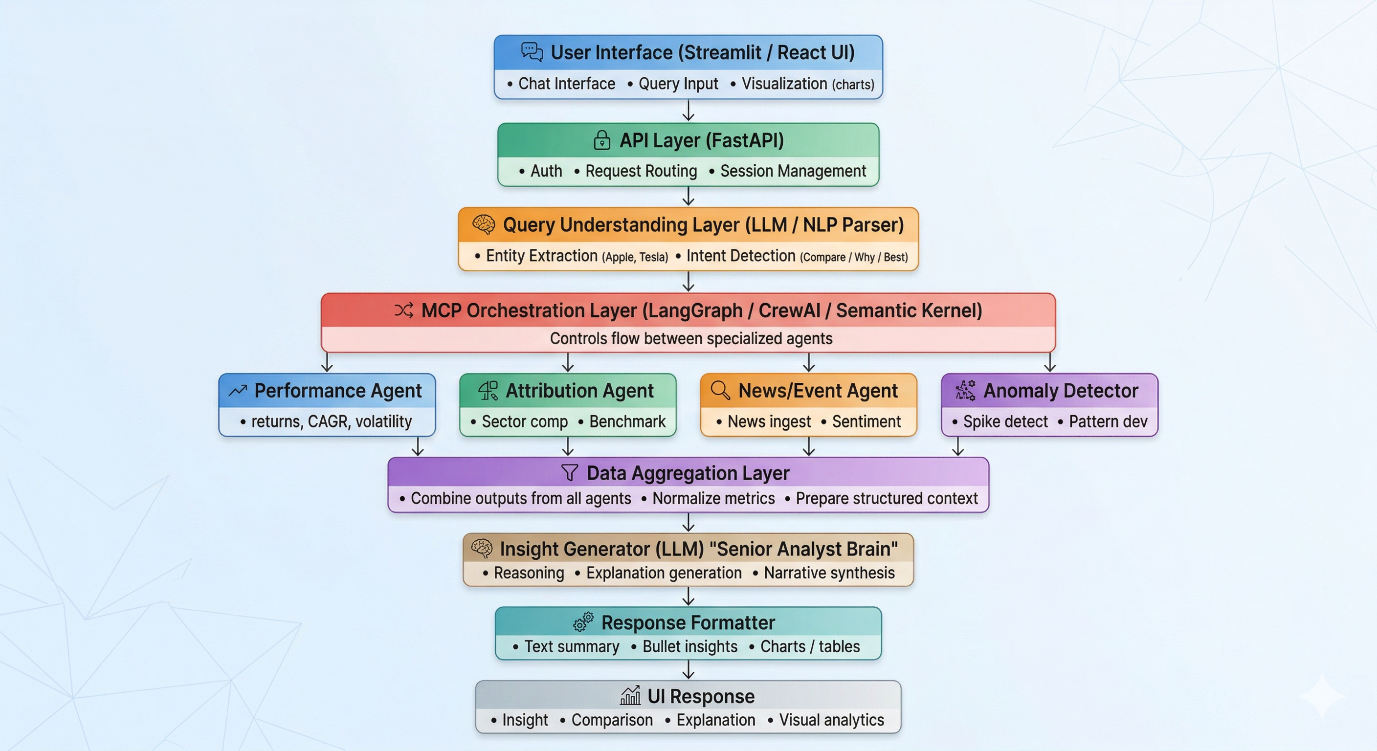 User Interface (Streamlit / React UI)
• Chat Interface • Query Input • Visualization (charts)
API Layer (FastAPI)
• Auth • Request Routing • Session Management
Query Understanding Layer (LLM / NLP Parser)
• Entity Extraction (Apple, Tesla) • Intent Detection (Compare / Why / Best)
MCP Orchestration Layer (LangGraph / CrewAI / Semantic Kernel)
Controls flow between specialized agents
Performance Agent
• returns, CAGR, volatility
Attribution Agent
• Sector comp • Benchmark
News/Event Agent
• News ingest • Sentiment
Anomaly Detector
• Spike detect • Pattern dev
Data Aggregation Layer
• Combine outputs from all agents • Normalize metrics • Prepare structured context
Insight Generator (LLM) "Senior Analyst Brain"
• Reasoning • Explanation generation • Narrative synthesis
Response Formatter
• Text summary • Bullet insights • Charts / tables
UI Response
• Insight • Comparison • Explanation • Visual analytics